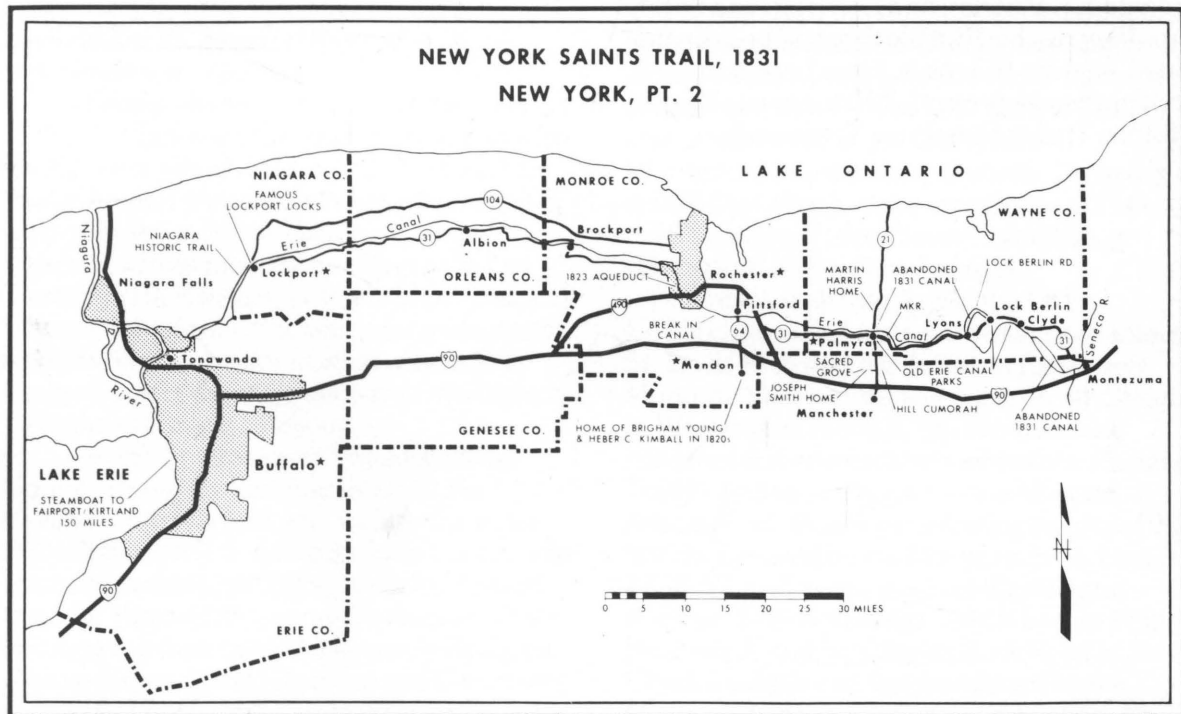 NEW YORK SAINTS TRAIL, 1831
NEW YORK, PT. 2
LAKE ONTARIO
NIAGARA CO.
MONROE CO.
WAYNE CO.
FAMOUS
LOCKPORT LOCKS
104
NIAGARA
HISTORIC TRAIL
Niagara
Erie Canal
31
Albion
Brockport
21
LOCK BERLIN RD.
Lockport*
ORLEANS CO.
1823 AQUEDUCT
Rochester*
MARTIN
HARRIS
HOME
ABANDONED
1831 CANAL
Niagara Falls
490
Pittsford
MKR.
Lock Berlin
BREAK IN
CANAL
64
31
Erie
Canal
Lyons
Clyde
31
Seneca R.
*Palmyra
Tonawanda
90
*Mendon
SACRED
GROVE
OLD ERIE CANAL
PARKS
Montezuma
River
JOSEPH
SMITH HOME
90
Manchester
HILL CUMORAH
ABANDONED
1831 CANAL
GENESEE CO.
HOME OF BRIGHAM YOUNG
& HEBER C. KIMBALL IN 1820s
LAKE ERIE
Buffalo*
STEAMBOAT TO
FAIRPORT/KIRTLAND
150 MILES
N
90
0 5 10 15 20 25 30 MILES
ERIE CO.